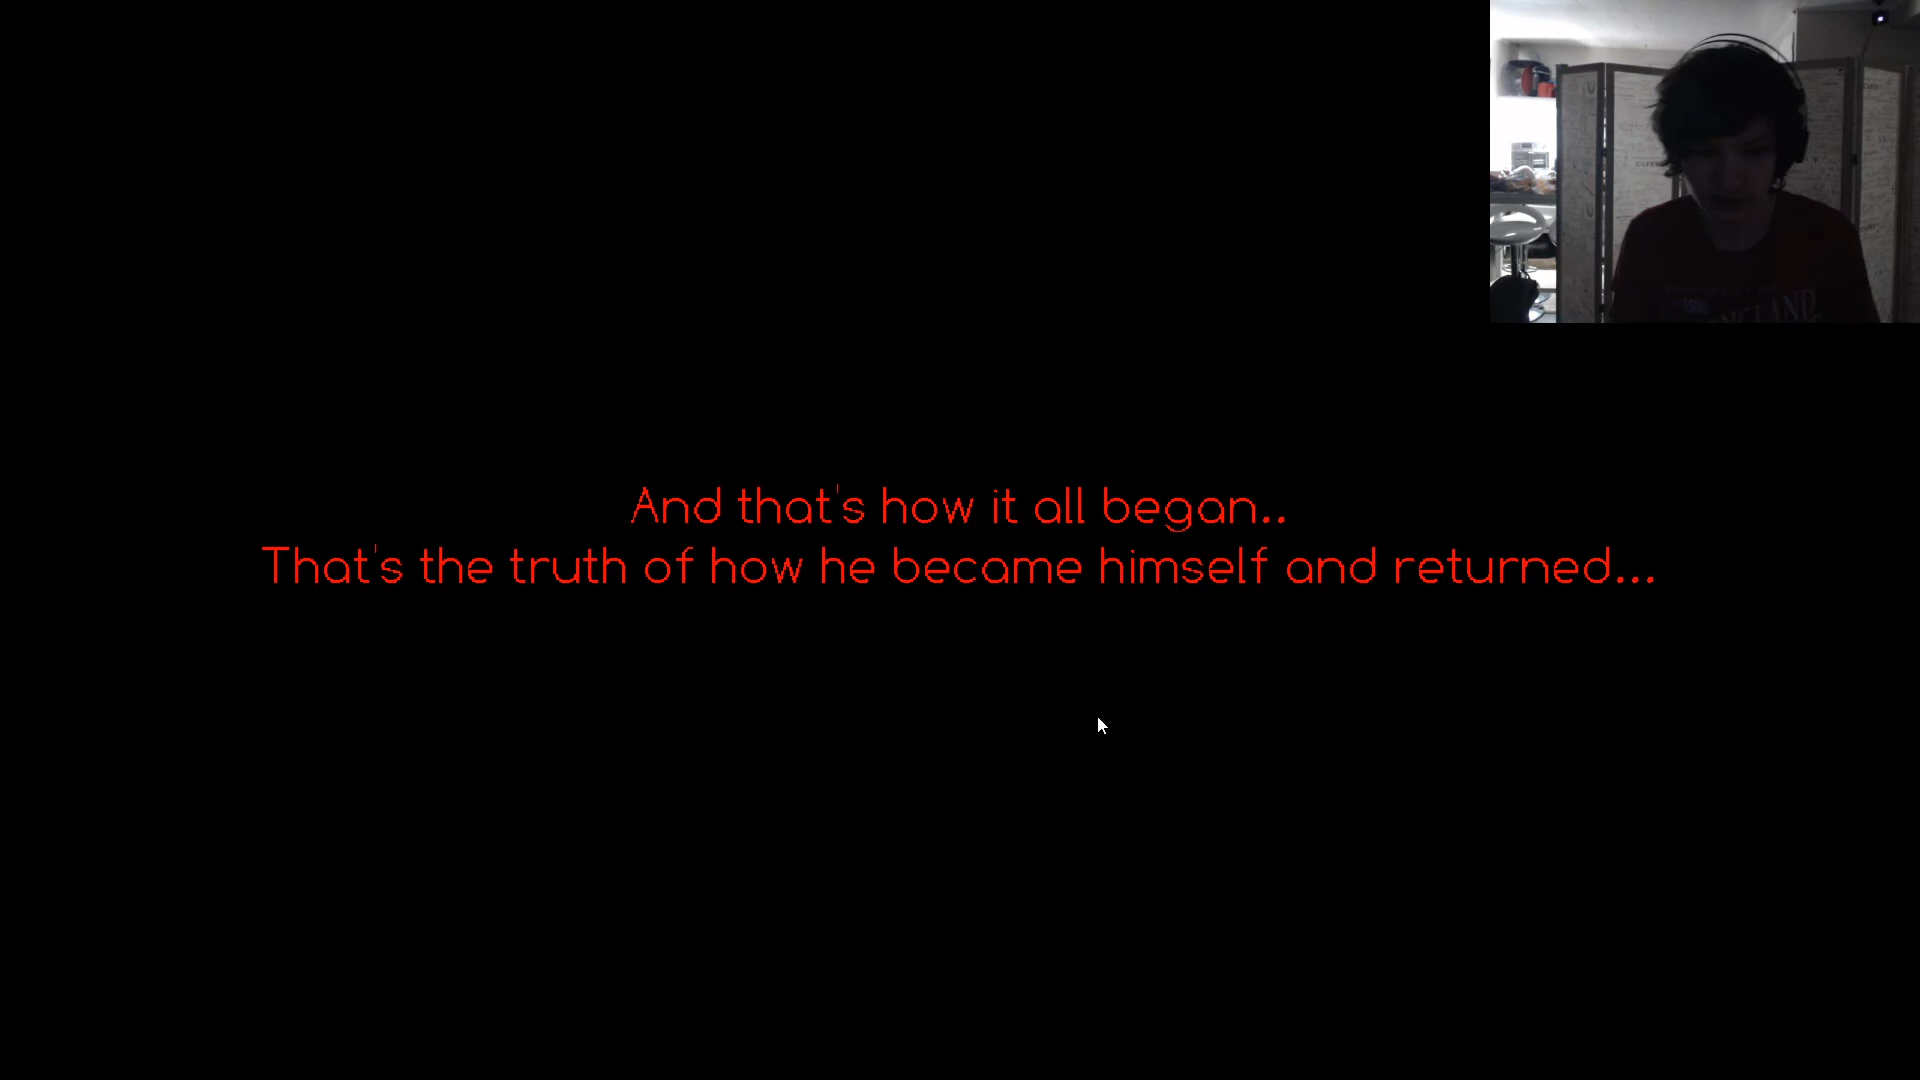 And that's how it all began..
That's the truth of how he became himself and returned...